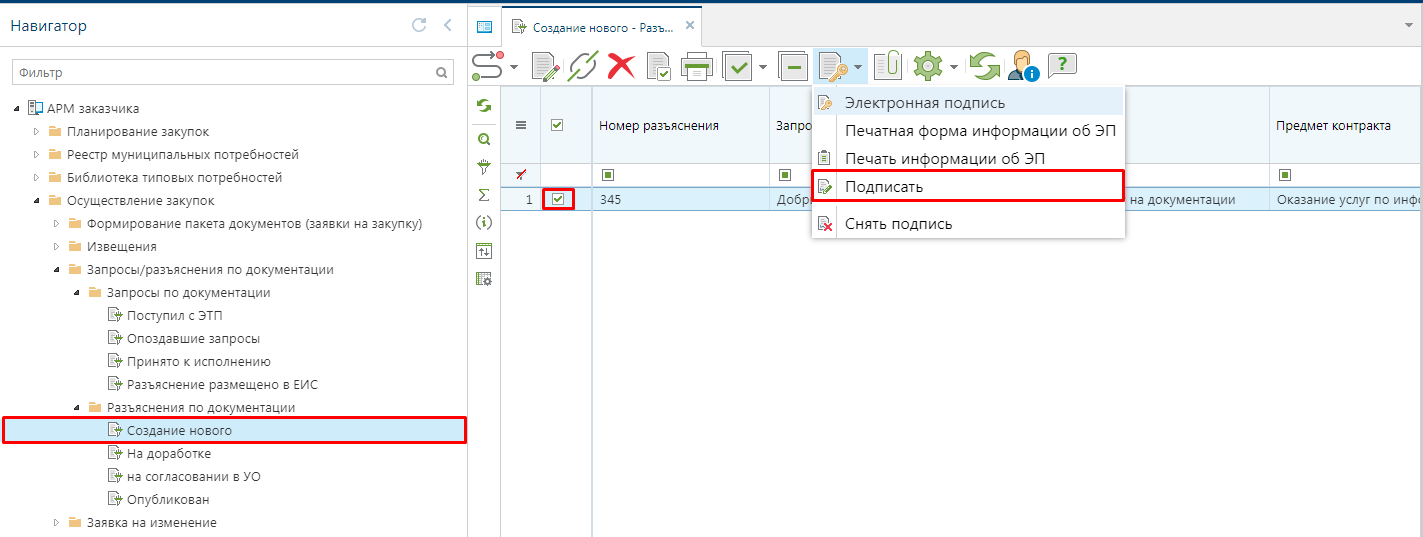 Навигатор
Фильтр
АРМ заказчика
Планирование закупок
Реестр муниципальных потребностей
Библиотека типовых потребностей
Осуществление закупок
Формирование пакета документов (заявки на закупку)
Извещения
Запросы/разъяснения по документации
Запросы по документации
Поступил с ЭТП
Опоздавшие запросы
Принято к исполнению
Разъяснение размещено в ЕИС
Разъяснения по документации
Создание нового
На доработке
на согласовании в УО
Опубликован
Заявка на изменение
Создание нового - Разъ...
Номер разъяснения
Запро
Предмет контракта
1
345
Добр
на документации
Оказание услуг по инфо
Электронная подпись
Печатная форма информации об ЭП
Печать информации об ЭП
Подписать
Снять подпись